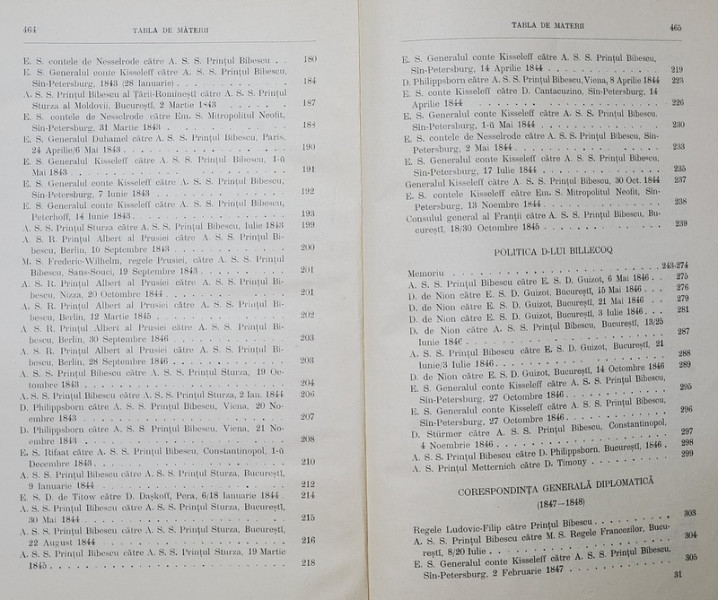 464 TABLA DE MATERII
E. S. contele de Nesselrode către A. S. S. Prințul Bibescu . . 180
E. S. Generalul conte Kisseleff către A. S. S. Prințul Bibescu,
Sîn-Petersburg, 1843 (28 Ianuarie) . . . . . . . . . 184
A. S. S. Prințul Bibescu al Țării-Romînești către A. S. S. Prințul
Sturza al Moldovii, București, 2 Martie 1843 . . . . . . 187
E. S. contele de Nesselrode către Em. S. Mitropolitul Neofit,
Sîn-Petersburg, 31 Martie 1843 . . . . . . . . . . 188
E. S. Generalul Duhamel către A. S. S. Prințul Bibescu, Paris,
24 Aprilie/6 Mai 1843 . . . . . . . . . . . . . 190
E. S. Generalul Kisseleff către A. S. S. Prințul Bibescu, 1-ŭ
Mai 1843 . . . . . . . . . . . . . . . . 191
E. S. Generalul conte Kisseleff către A. S. S. Prințul Bibescu,
Sîn-Petersburg, 7 Iunie 1843 . . . . . . . . . . . 192
E. S. Generalul conte Kisseleff către A. S. S. Prințul Bibescu,
Peterhoff, 14 Iunie 1843 . . . . . . . . . . . . 193
A. S. S. Prințul Sturza către A. S. S. Prințul Bibescu, Iulie 1843 199
A. S. R. Prințul Albert al Prusiei către A. S. S. Prințul Bi-
bescu, Berlin, 10 Septembre 1843 . . . . . . . . . 200
M. S. Frederic-Wilhelm, regele Prusiei, către A. S. S. Prințul
Bibescu, Sans-Souci, 19 Septembre 1843 . . . . . . . 201
A. S. R. Prințul Albert al Prusiei către A. S. S. Prințul Bi-
bescu, Nizza, 20 Octombre 1844 . . . . . . . . . . 201
A. S. R. Prințul Albert al Prusiei către A. S. S. Prințul Bi-
bescu, Berlin, 12 Martie 1845 . . . . . . . . . . 202
A S. R. Prințul Albert al Prusiei către A. S. S. Prințul Bi-
bescu, Berlin, 30 Septembre 1846 . . . . . . . . . 203
A. S. R. Prințul Albert al Prusiei către A. S. S. Prințul Bi-
bescu, Berlin, 28 Septembre 1846 . . . . . . . . . 203
A. S. S. Prințul Bibescu către A. S. S. Prințul Sturza, 19 Oc-
tombre 1843 . . . . . . . . . . . . . . . 204
A. S. S. Prințul Bibescu către A. S. S. Prințul Sturza, 2 Ian. 1844 206
D. Philippsborn către A. S. S. Prințul Bibescu, Viena, 20 No-
embre 1843 . . . . . . . . . . . . . . . 207
D. Philippsborn către A. S. S Prințul Bibescu, Viena, 21 No-
embre 1843 . . . . . . . . . . . . . . . 208
E. S. Rifaat către A. S. S. Prințul Bibescu, Constantinopol, 1-ŭ
Decembre 1843 . . . . . . . . . . . . . . 210
A. S. S. Prințul Bibescu către A. S. S. Prințul Sturza, București,
9 Ianuarie 1844 . . . . . . . . . . . . . . 212
E. S. D. de Titow către D. Dașkoff, Pera, 6/18 Ianuarie 1844 . 214
A. S. S. Prințul Bibescu către A. S. S. Prințul Sturza, București,
30 Mai 1844 . . . . . . . . . . . . . . . 215
A. S. S. Prințul Bibescu către A. S. S. Prințul Sturza, București,
22 August 1844 . . . . . . . . . . . . . . 216
A. S. S. Prințul Bibescu către A. S. S. Prințul Sturza, 19 Martie
1845 . . . . . . . . . . . . . . . . . 218
TABLA DE MATERII 465
E. S. Generalul conte Kisseleff către A. S. S. Prințul Bibescu,
Sîn-Petersburg, 14 Aprilie 1844 . . . . . . . . . . 219
D. Philippsborn către A. S. S. Prințul Bibescu, Viena, 8 Aprilie 1844 223
E. S. conte Kisseleff către D. Cantacuzino, Sîn-Petersburg, 14
Aprilie 1844 . . . . . . . . . . . . . . . 226
E. S. Generalul conte Kisseleff către A. S. S. Prințul Bibescu,
Sîn-Petersburg, 1-ŭ Mai 1844 . . . . . . . . . . . 230
E. S. contele de Nesselrode către A. S. S. Prințul Bibescu, Sîn-
Petersburg, 2 Mai 1844 . . . . . . . . . . . . . 233
E. S. Generalul conte Kisseleff către A. S. S. Prințul Bibescu,
Sîn-Petersburg, 17 Iulie 1844 . . . . . . . . . . . 235
Generalul Kisseleff către A. S. S. Prințul Bibescu, 30 Oct. 1844 237
E. S. contele Kisseleff către Em. S. Mitropolitul Neofit, Sîn-
Petersburg, 13 Noembre 1844 . . . . . . . . . . . 238
Consulul general al Franții către A. S. S. Prințul Bibescu, Bu-
curești, 18/30 Octombre 1845 . . . . . . . . . . . 239
POLITICA D-LUI BILLECOQ
Memoriu . . . . . . . . . . . . . . . . 243-274
A. S. S. Prințul Bibescu către E. S. D. Guizot, 6 Mai 1846 . . 275
D. de Nion către E. S. D. Guizot, București, 15 Mai 1846 . . 276
D. de Nion către E. S. D. Guizot, București, 21 Mai 1846 . . 279
D. de Nion către E. S. D. Guizot, București, 3 Iulie 1846 . . 281
D. de Nion către A. S. S. Prințul Bibescu, București, 13/25
Iunie 1846 . . . . . . . . . . . . . . . 287
A. S. S. Prințul Bibescu către E. S. D. Guizot, București, 21
Iunie/3 Iulie 1846 . . . . . . . . . . . . . 288
D. de Nion către E. S. D. Guizot, București, 14 Octombre 1846 289
E. S. Generalul conte Kisseleff către A. S. S. Prințul Bibescu,
Sîn-Petersburg, 27 Octombre 1846 . . . . . . . . . 295
E. S. Generalul conte Kisseleff către A. S. S. Prințul Bibescu,
Sîn-Petersburg, 27 Octombre 1846 . . . . . . . . . 296
D. Stürmer către A. S. S. Prințul Bibescu, Constantinopol,
4 Noembrie 1846 . . . . . . . . . . . . . . 297
A. S. S. Prințul Bibescu către D. Philippsborn. București, 1846 . 298
A. S. Prințul Metternich către D. Timony . . . . . . . 299
CORESPONDINȚA GENERALĂ DIPLOMATICĂ
(1847—1848)
Regele Ludovic-Filip către Prințul Bibescu . . . . . . . 303
A. S. S. Prințul Bibescu către M. S. Regele Francezilor, Bucu-
rești, 8/20 Iulie . . . . . . . . . . . . . . 304
E. S. Generalul conte Kisseleff către A. S. S. Prințul Bibescu,
Sîn-Petersburg, 2 Februarie 1847 . . . . . . . . . 305
31